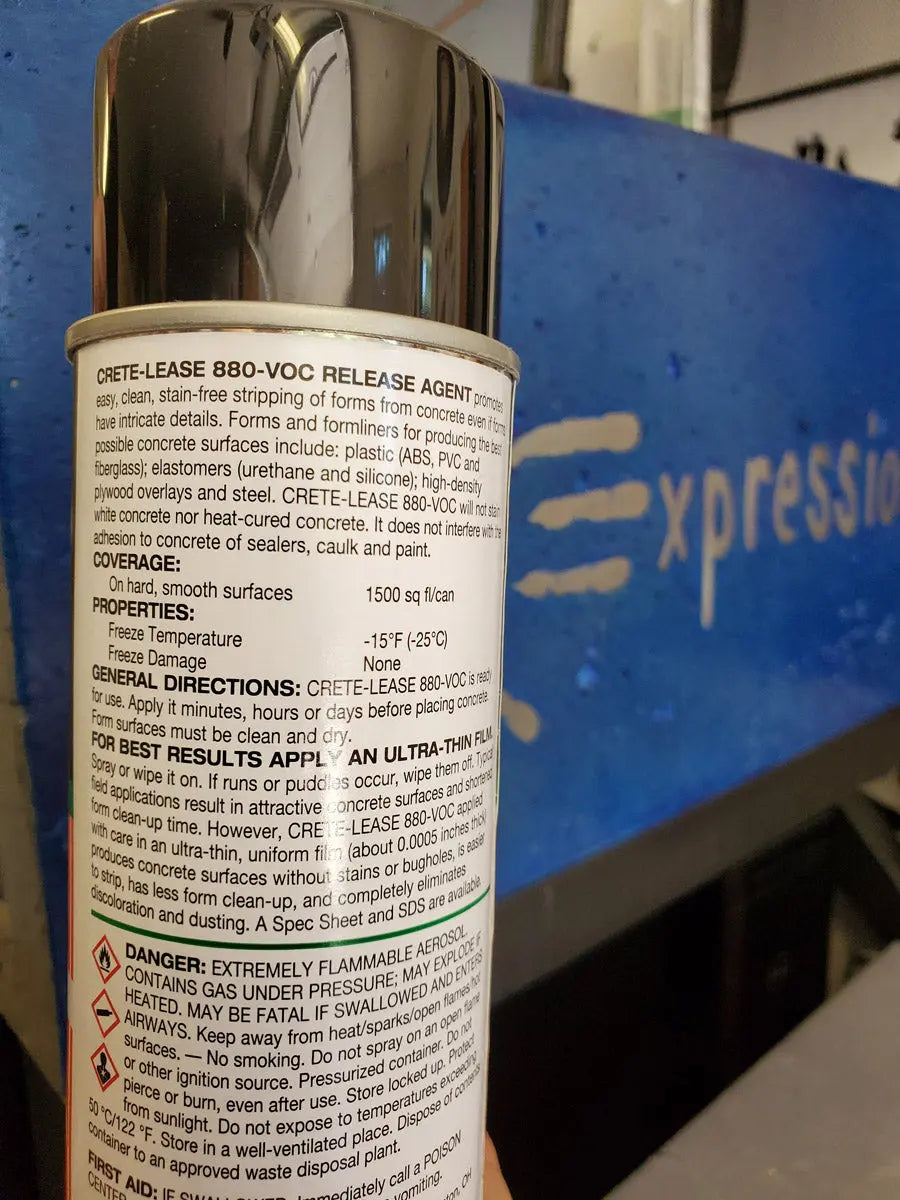 CRETE-LEASE 880-VOC RELEASE AGENT promotes
easy, clean, stain-free stripping of forms from concrete even if forms
have intricate details. Forms and formliners for producing the best
possible concrete surfaces include: plastic (ABS, PVC and
fiberglass); elastomers (urethane and silicone); high-density
plywood overlays and steel. CRETE-LEASE 880-VOC will not stain
white concrete nor heat-cured concrete. It does not interfere with the
adhesion to concrete of sealers, caulk and paint.
COVERAGE:
On hard, smooth surfaces 1500 sq fl/can
PROPERTIES:
Freeze Temperature -15°F (-25°C)
Freeze Damage None
GENERAL DIRECTIONS: CRETE-LEASE 880-VOC is ready
for use. Apply it minutes, hours or days before placing concrete.
Form surfaces must be clean and dry.
FOR BEST RESULTS APPLY AN ULTRA-THIN FILM.
Spray or wipe it on. If runs or puddles occur, wipe them off. Typical
field applications result in attractive concrete surfaces and shortened
form clean-up time. However, CRETE-LEASE 880-VOC applied
with care in an ultra-thin, uniform film (about 0.0005 inches thick)
produces concrete surfaces without stains or bugholes, is easier
to strip, has less form clean-up, and completely eliminates
discoloration and dusting. A Spec Sheet and SDS are available.
DANGER: EXTREMELY FLAMMABLE AEROSOL.
CONTAINS GAS UNDER PRESSURE; MAY EXPLODE IF
HEATED. MAY BE FATAL IF SWALLOWED AND ENTERS
AIRWAYS. Keep away from heat/sparks/open flames/hot
surfaces. — No smoking. Do not spray on an open flame
or other ignition source. Pressurized container. Do not
pierce or burn, even after use. Store locked up. Protect
from sunlight. Do not expose to temperatures exceeding
50 °C/122 °F. Store in a well-ventilated place. Dispose of contents
container to an approved waste disposal plant.
FIRST AID: IF SWALLOWED: Immediately call a POISON
CENTER vomiting.
OH
Expressio